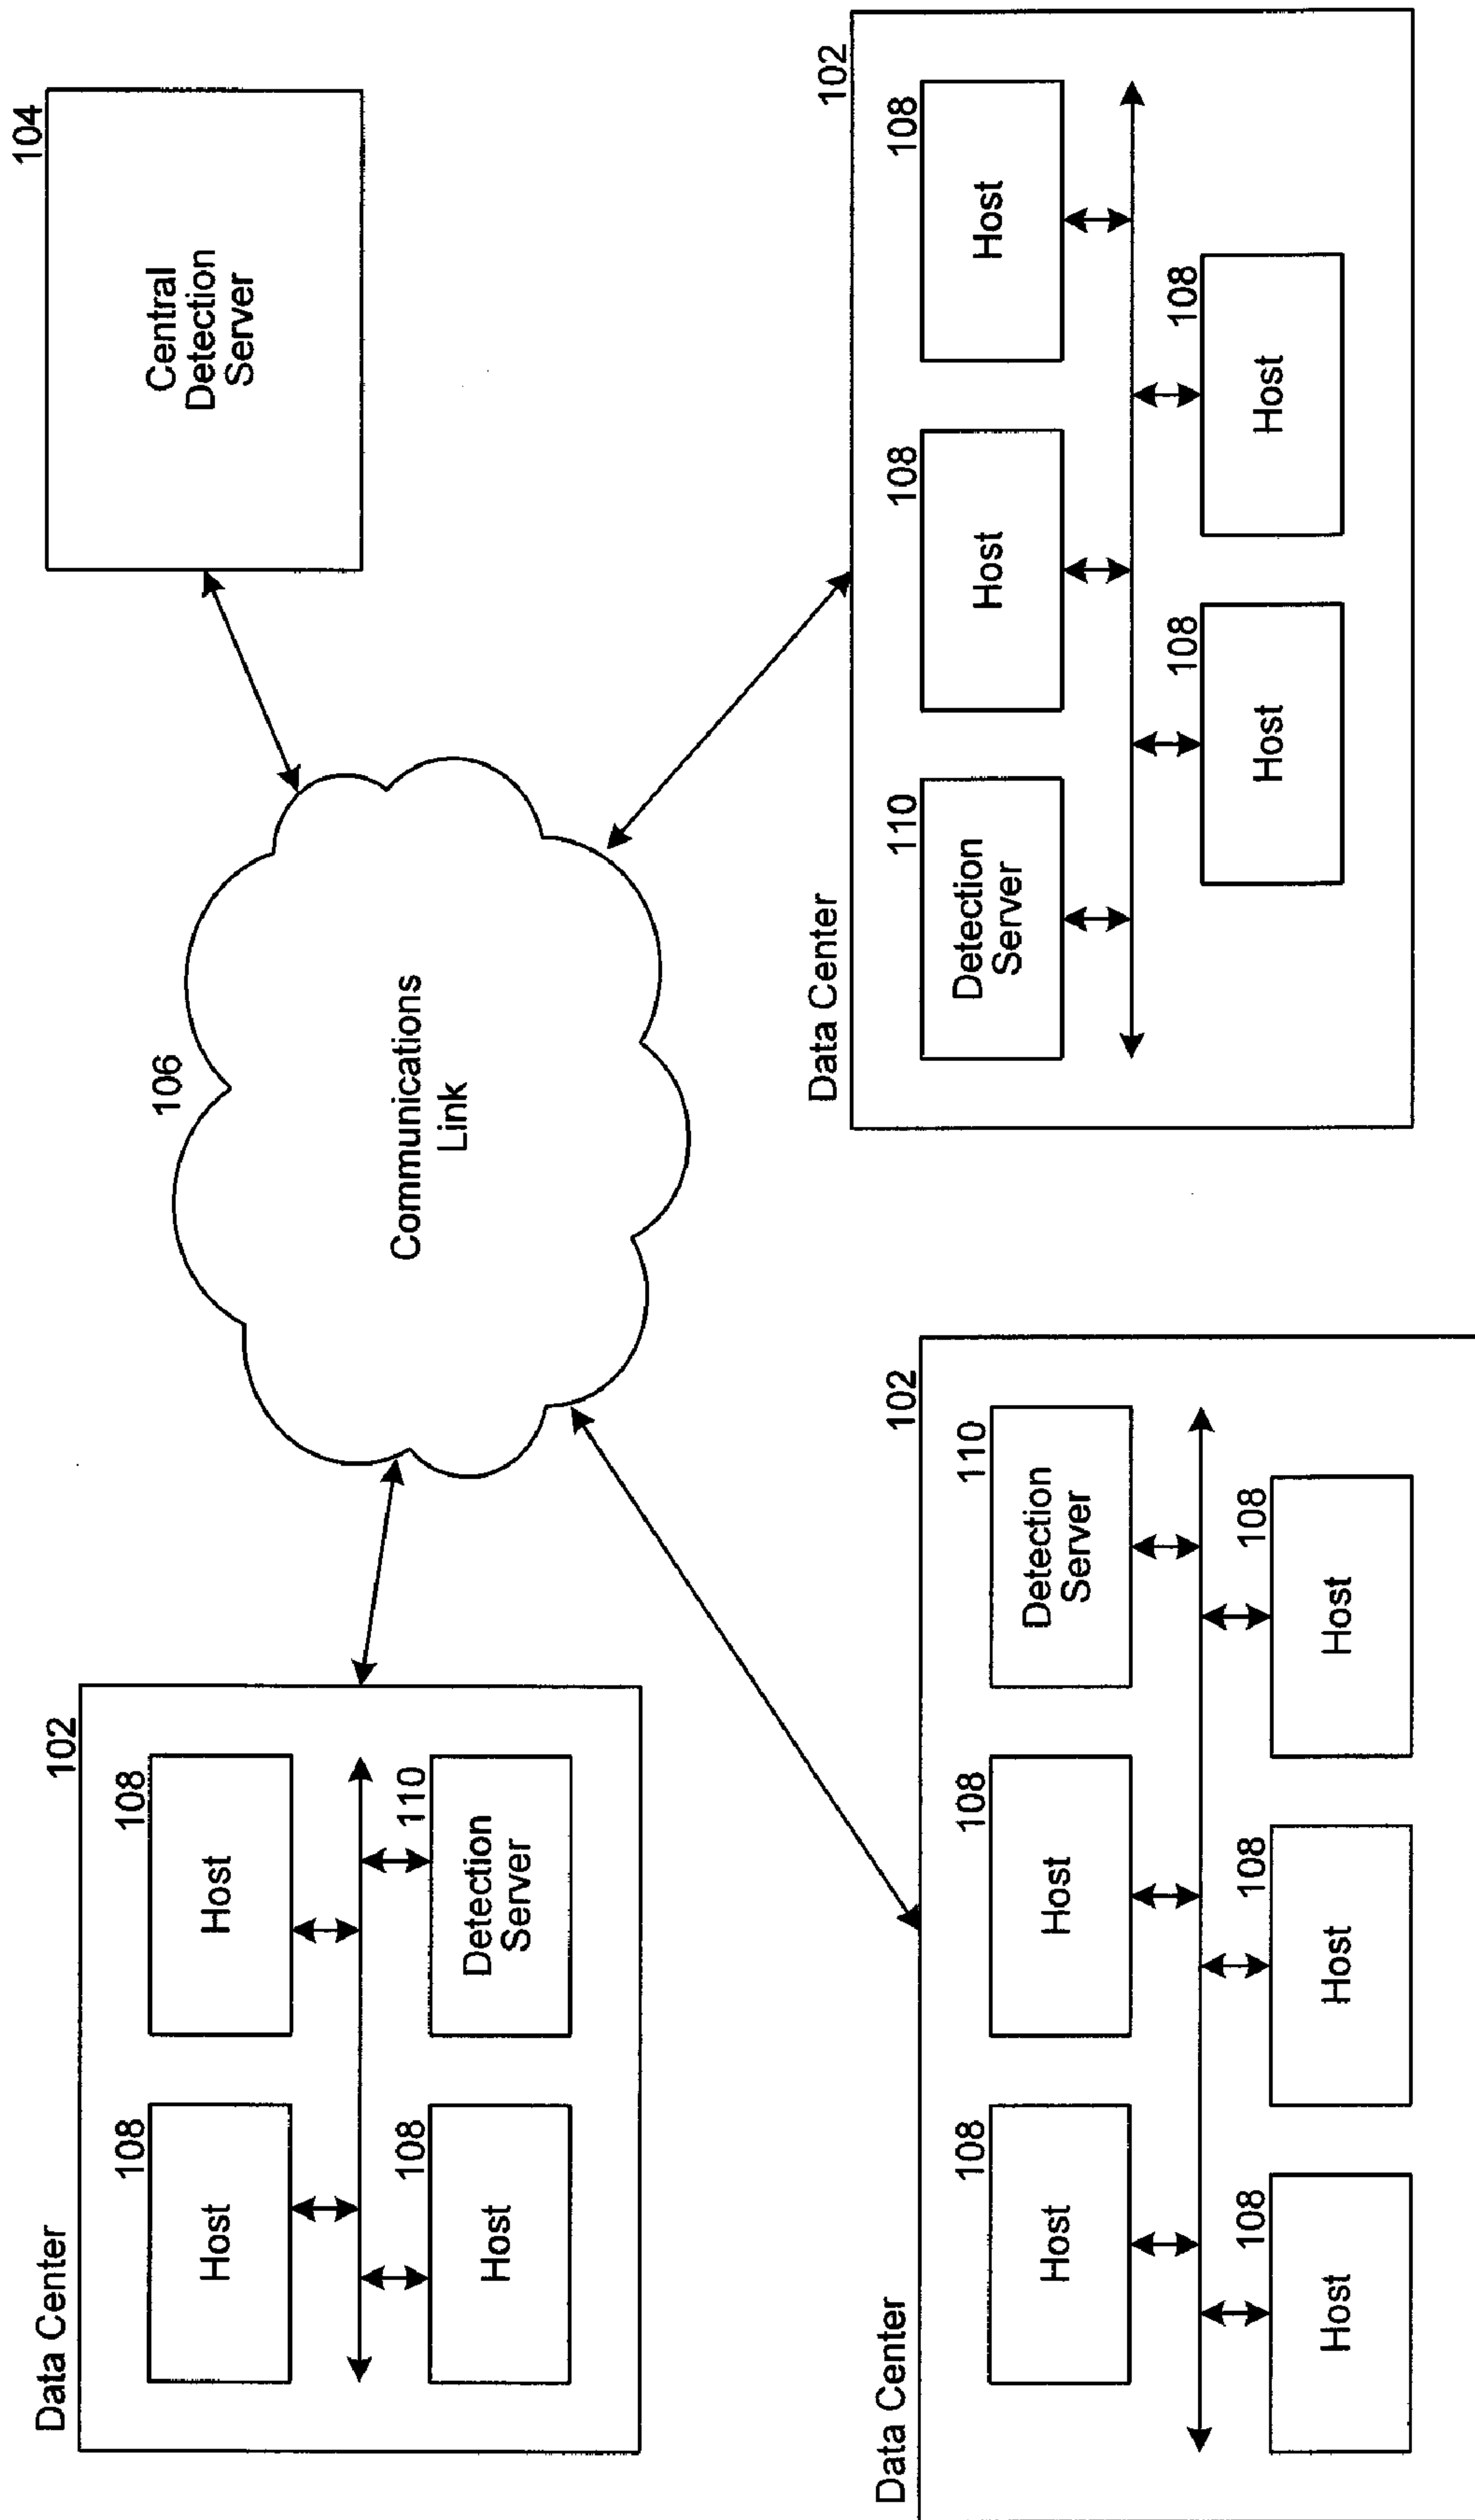 Data Center
102
Host
108
Host
108
Host
108
Detection
Server
110
106
Communications
Link
104
Central
Detection
Server
Data Center
102
Host
108
Host
108
Detection
Server
110
Host
108
Host
108
Host
108
Data Center
102
Detection
Server
110
Host
108
Host
108
Host
108
Host
108